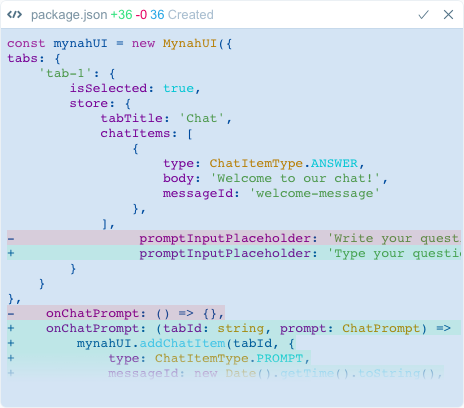 </> package.json +36 -0 36 Created
const mynahUI = new MynahUI({
tabs: {
    'tab-1': {
        isSelected: true,
        store: {
            tabTitle: 'Chat',
            chatItems: [
                {
                    type: ChatItemType.ANSWER,
                    body: 'Welcome to our chat!',
                    messageId: 'welcome-message'
                },
            ],
-                promptInputPlaceholder: 'Write your quest
+                promptInputPlaceholder: 'Type your questio
        }
    }
},
-    onChatPrompt: () => {},
+    onChatPrompt: (tabId: string, prompt: ChatPrompt) =>
+        mynahUI.addChatItem(tabId, {
+            type: ChatItemType.PROMPT,
+            messageId: new Date().getTime().toString(),